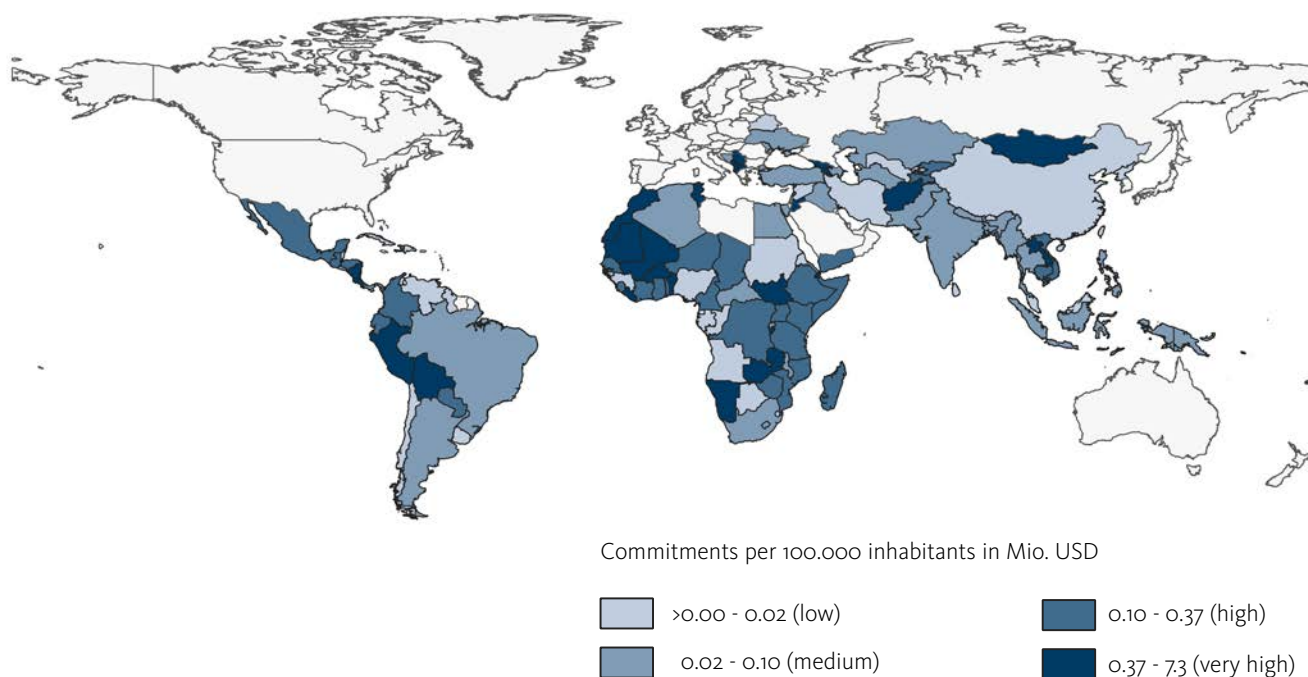 Commitments per 100.000 inhabitants in Mio. USD
>0.00 - 0.02 (low)
0.10 - 0.37 (high)
0.02 - 0.10 (medium)
0.37 - 7.3 (very high)